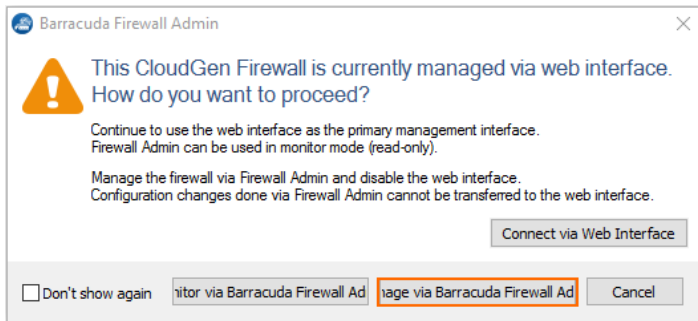 Barracuda Firewall Admin
This CloudGen Firewall is currently managed via web interface.
How do you want to proceed?
Continue to use the web interface as the primary management interface.
Firewall Admin can be used in monitor mode (read-only).
Manage the firewall via Firewall Admin and disable the web interface.
Configuration changes done via Firewall Admin cannot be transferred to the web interface.
Connect via Web Interface
Don't show again
nitor via Barracuda Firewall Ad
nage via Barracuda Firewall Ad
Cancel